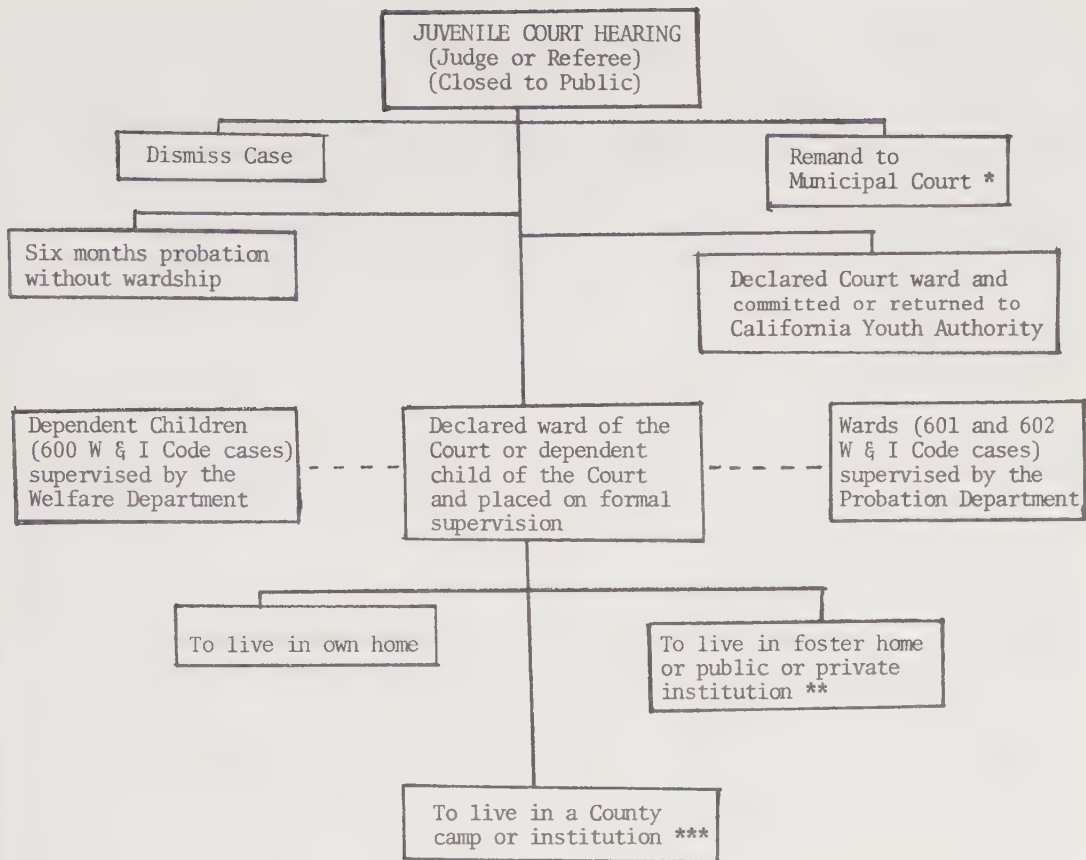 JUVENILE COURT HEARING
(Judge or Referee)
(Closed to Public)
Dismiss Case
Remand to
Municipal Court *
Six months probation
without wardship
Declared Court ward and
committed or returned to
California Youth Authority
Dependent Children
(600 W & I Code cases)
supervised by the
Welfare Department
Declared ward of the
Court or dependent
child of the Court
and placed on formal
supervision
Wards (601 and 602
W & I Code cases)
supervised by the
Probation Department
To live in own home
To live in foster home
or public or private
institution **
To live in a County
camp or institution ***